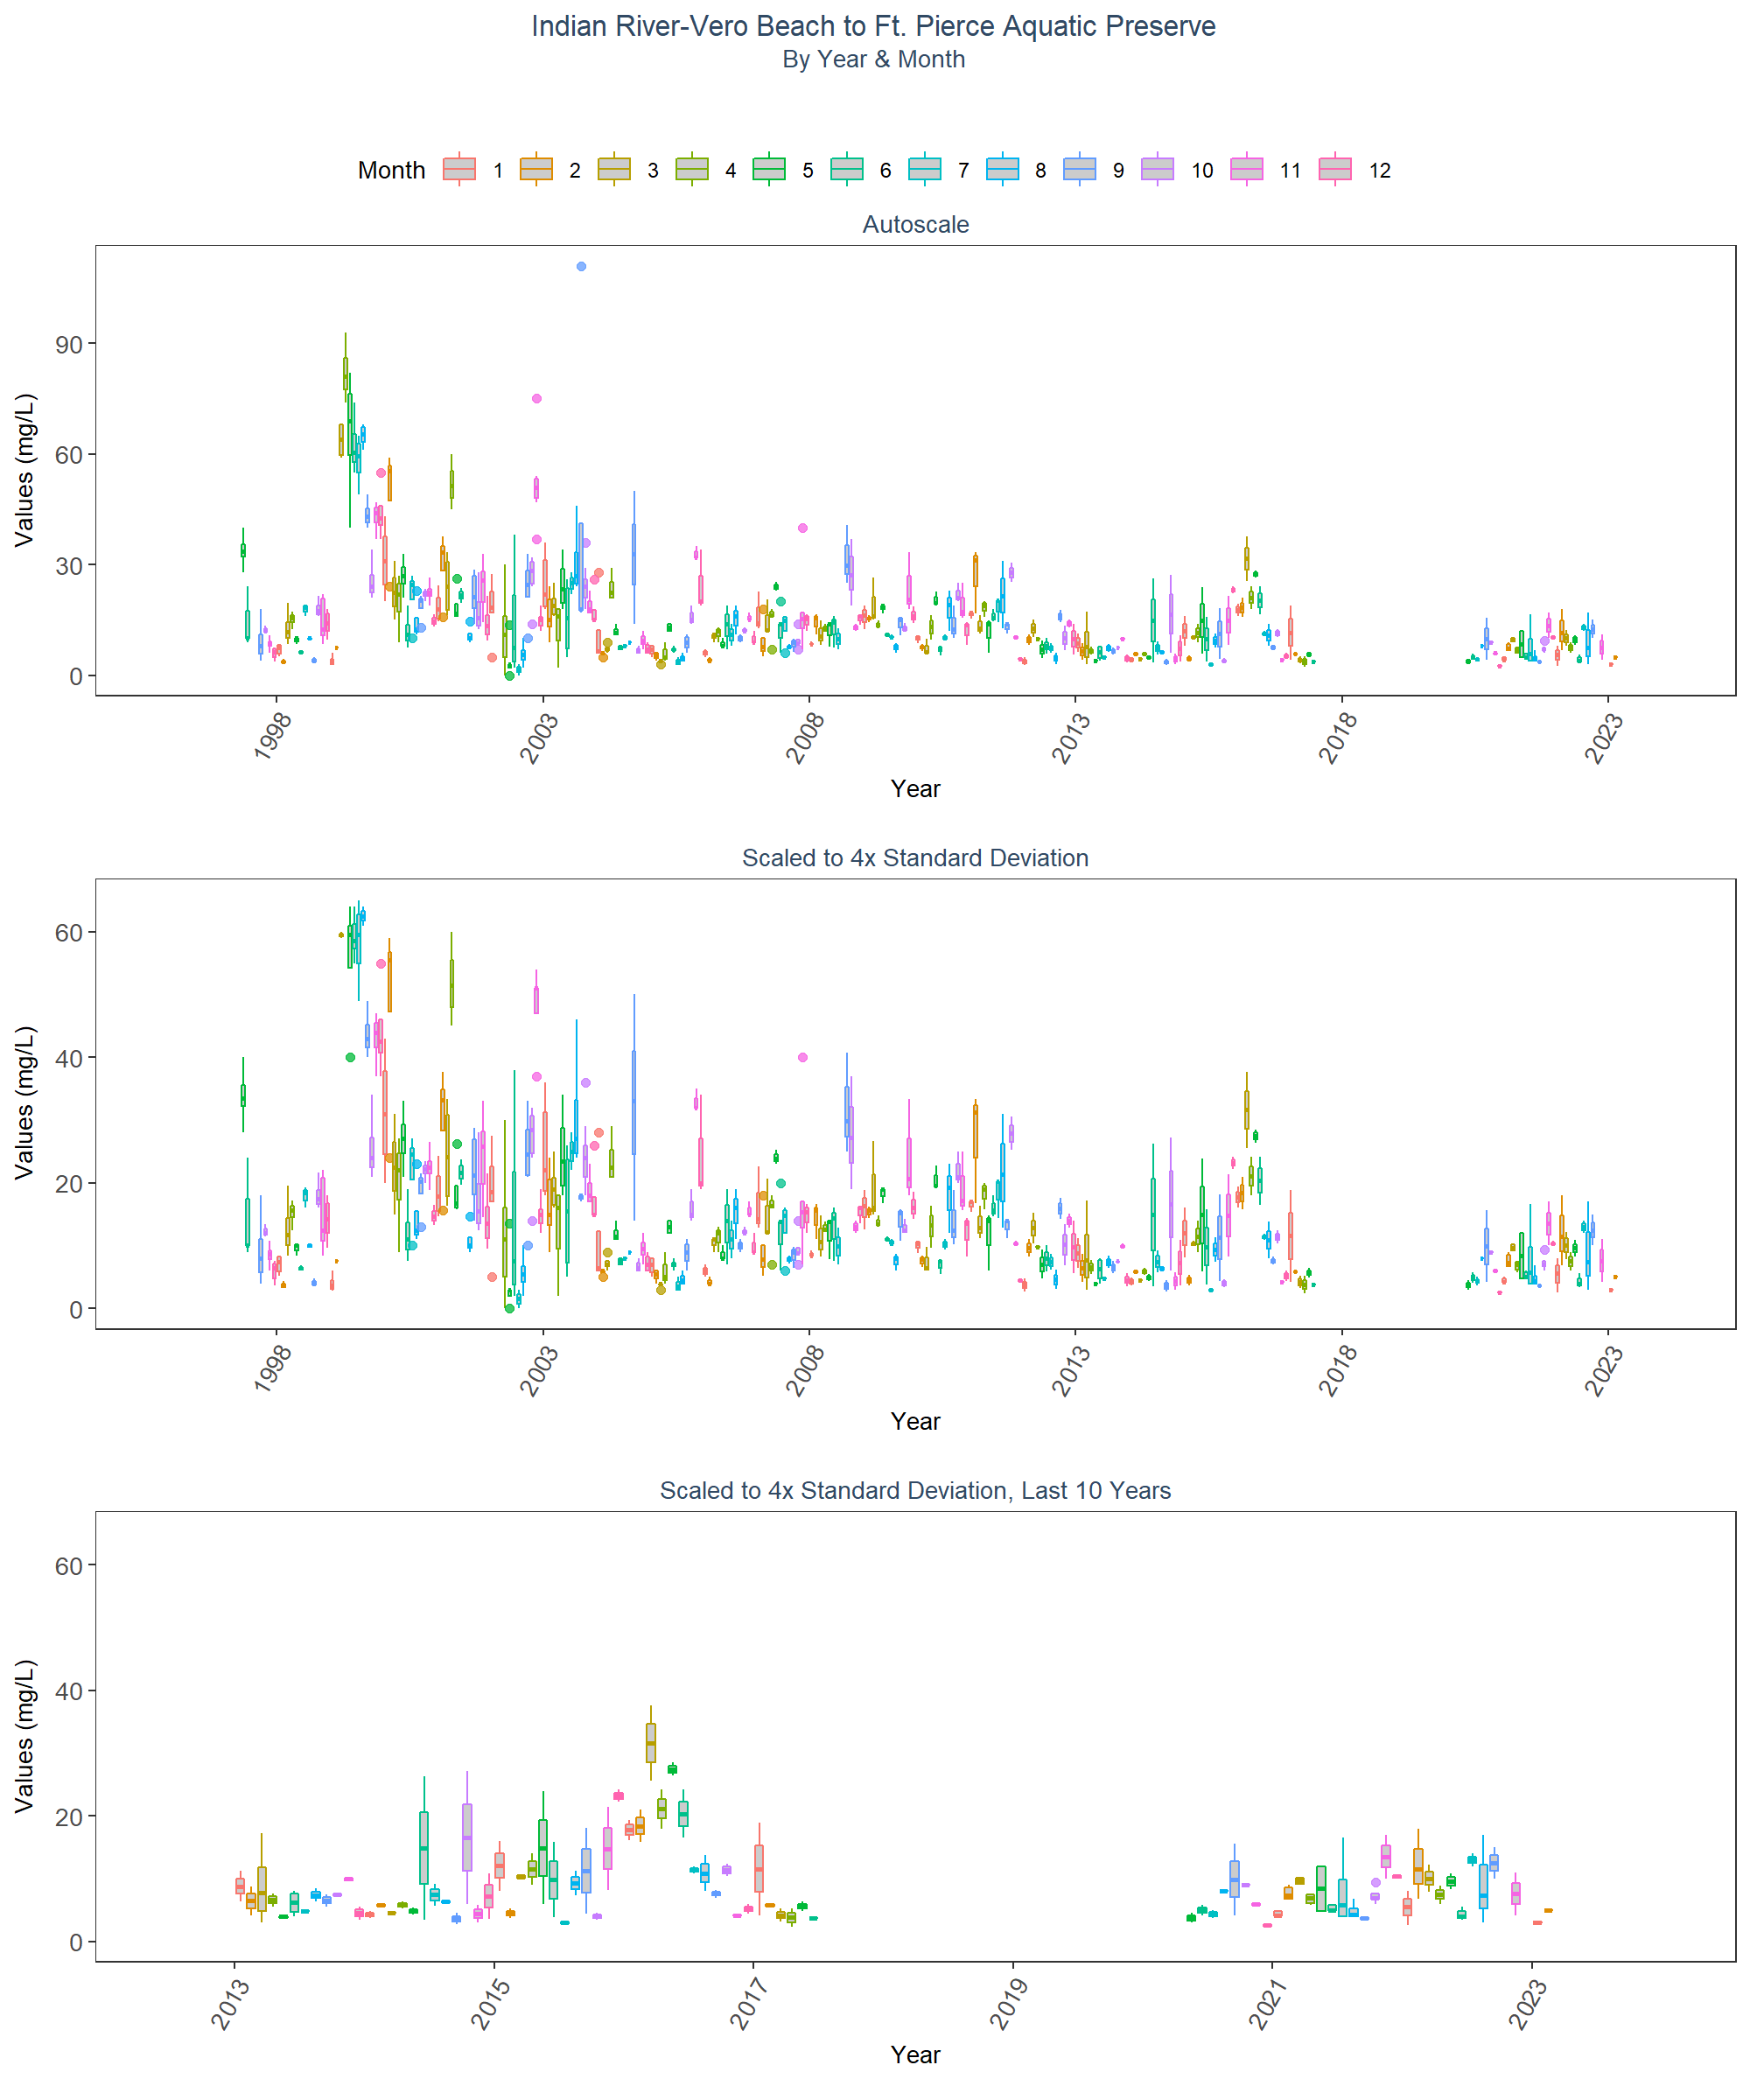 Indian River-Vero Beach to Ft. Pierce Aquatic Preserve
By Year & Month
Month 1 2 3 4 5 6 7 8 9 10 11 12
Autoscale
Values (mg/L)
90
60
30
0
1998 2003 2008 2013 2018 2023
Year
Scaled to 4x Standard Deviation
Values (mg/L)
60
40
20
0
1998 2003 2008 2013 2018 2023
Year
Scaled to 4x Standard Deviation, Last 10 Years
Values (mg/L)
60
40
20
0
2013 2015 2017 2019 2021 2023
Year